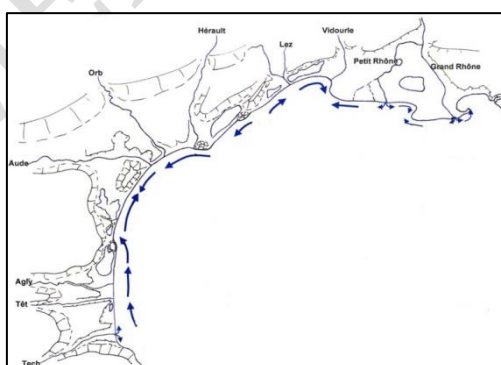 Hérault
Lez
Vidourle
Petit Rhône
Grand Rhône
Orb
Aude
Agly
Têt
Tech